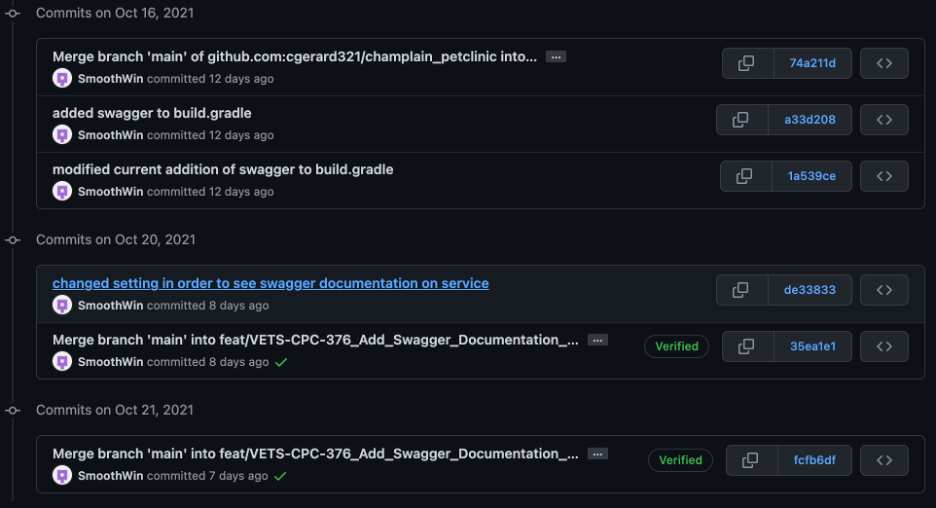 Commits on Oct 16, 2021
Merge branch 'main' of github.com:cgerard321/champlain_petclinic into... ...
74a211d
SmoothWin committed 12 days ago
added swagger to build.gradle
a33d208
SmoothWin committed 12 days ago
modified current addition of swagger to build.gradle
1a539ce
SmoothWin committed 12 days ago
Commits on Oct 20, 2021
changed setting in order to see swagger documentation on service
de33833
SmoothWin committed 8 days ago
Merge branch 'main' into feat/VETS-CPC-376_Add_Swagger_Documentation_... ...
Verified 35ea1e1
SmoothWin committed 8 days ago
Commits on Oct 21, 2021
Merge branch 'main' into feat/VETS-CPC-376_Add_Swagger_Documentation_... ...
Verified fcfb6df
SmoothWin committed 7 days ago